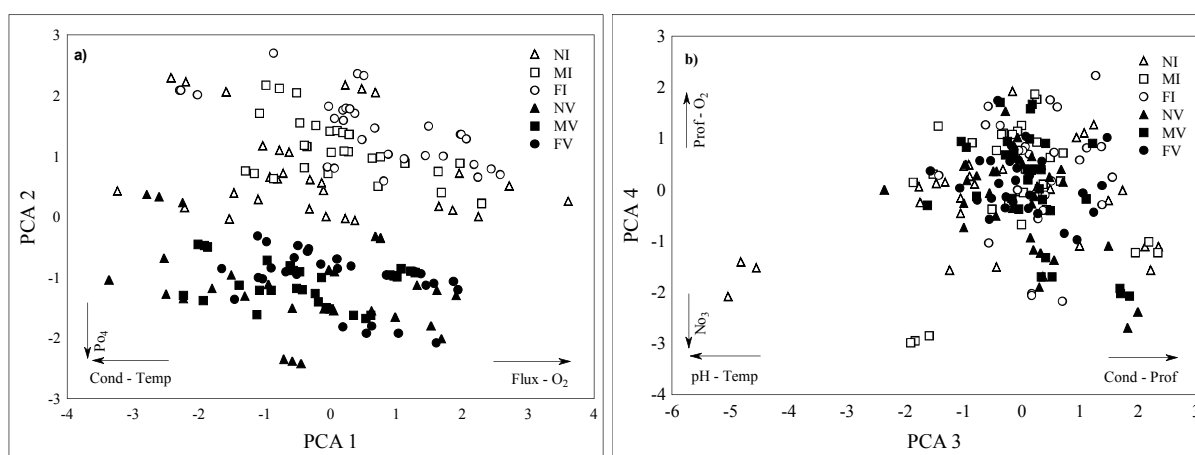 a)
NI
MI
FI
NV
MV
FV
3
2
1
0
-1
-2
-3
PCA 2
Po4
Cond - Temp
Flux - O2
-4 -3 -2 -1 0 1 2 3 4
PCA 1
b)
NI
MI
FI
NV
MV
FV
3
2
1
0
-1
-2
-3
-4
PCA 4
Prof - O2
No3
pH - Temp
Cond - Prof
-6 -5 -4 -3 -2 -1 0 1 2 3
PCA 3